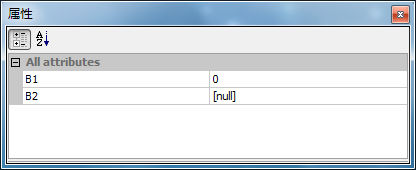 属性
All attributes
B1 0
B2 [null]